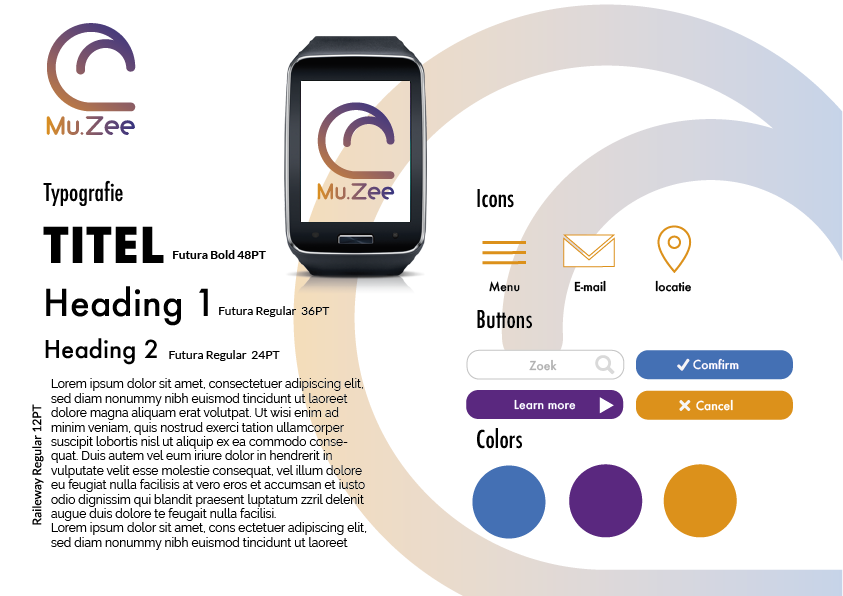 Mu.Zee
Mu.Zee
Typografie
TITEL Futura Bold 48PT
Heading 1 Futura Regular 36PT
Heading 2 Futura Regular 24PT
Raileway Regular 12PT
Lorem ipsum dolor sit amet, consectetuer adipiscing elit,
sed diam nonummy nibh euismod tincidunt ut laoreet
dolore magna aliquam erat volutpat. Ut wisi enim ad
minim veniam, quis nostrud exerci tation ullamcorper
suscipit lobortis nisl ut aliquip ex ea commodo conse-
quat. Duis autem vel eum iriure dolor in hendrerit in
vulputate velit esse molestie consequat, vel illum dolore
eu feugiat nulla facilisis at vero eros et accumsan et iusto
odio dignissim qui blandit praesent luptatum zzril delenit
augue duis dolore te feugait nulla facilisi.
Lorem ipsum dolor sit amet, cons ectetuer adipiscing elit,
sed diam nonummy nibh euismod tincidunt ut laoreet
Icons
Menu E-mail locatie
Buttons
Zoek Comfirm
Learn more Cancel
Colors